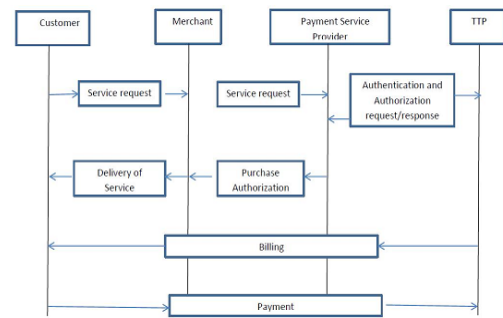 Customer
Merchant
Payment Service
Provider
TTP
Service request
Service request
Authentication and
Authorization
request/response
Delivery of
Service
Purchase
Authorization
Billing
Payment